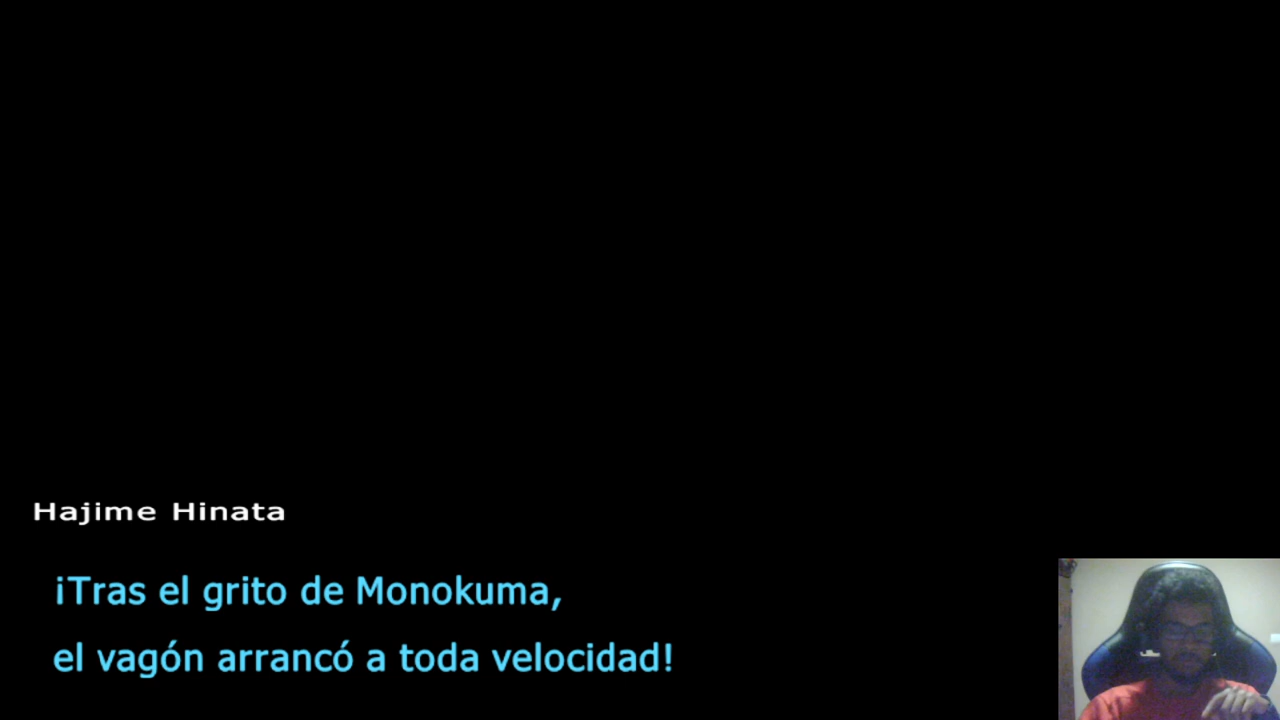 Hajime Hinata
¡Tras el grito de Monokuma,
el vagón arrancó a toda velocidad!